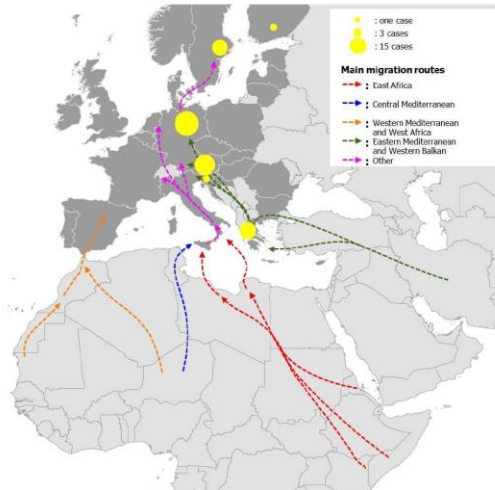 : one case
: 3 cases
: 15 cases
Main migration routes
: East Africa
: Central Mediterranean
: Western Mediterranean
and West Africa
: Eastern Mediterranean
and Western Balkan
: Other